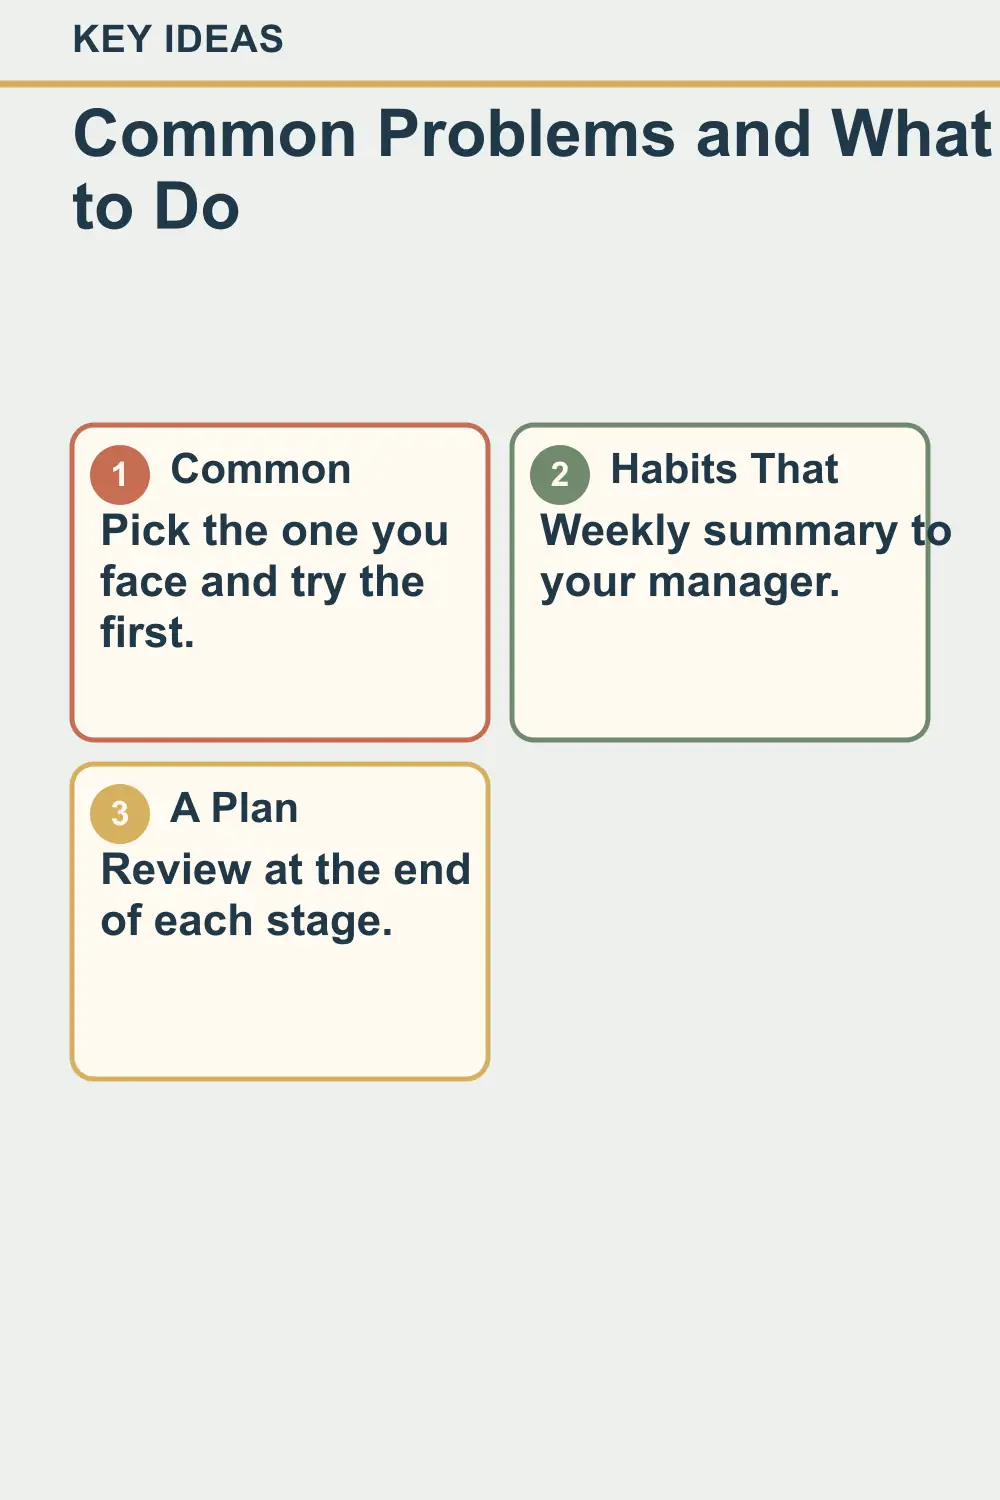 KEY IDEAS
Common Problems and What
to Do
1 Common
Pick the one you
face and try the
first.
2 Habits That
Weekly summary to
your manager.
3 A Plan
Review at the end
of each stage.